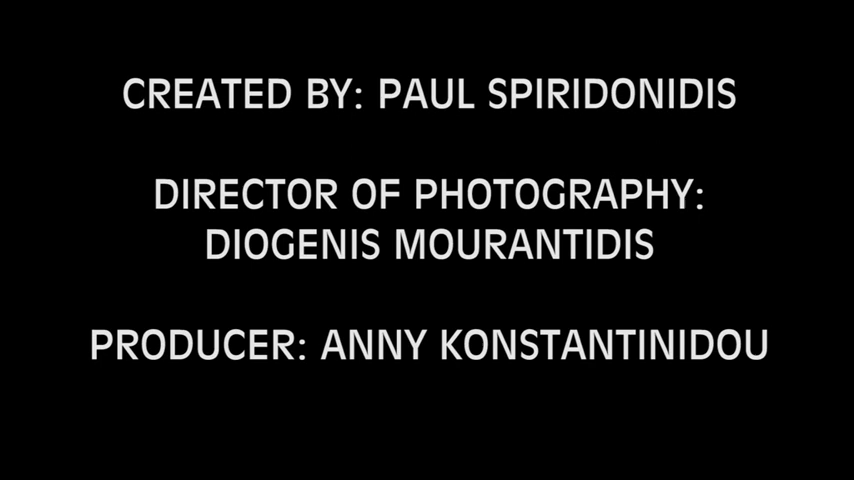 CREATED BY: PAUL SPIRIDONIDIS
DIRECTOR OF PHOTOGRAPHY:
DIOGENIS MOURANTIDIS
PRODUCER: ANNY KONSTANTINIDOU